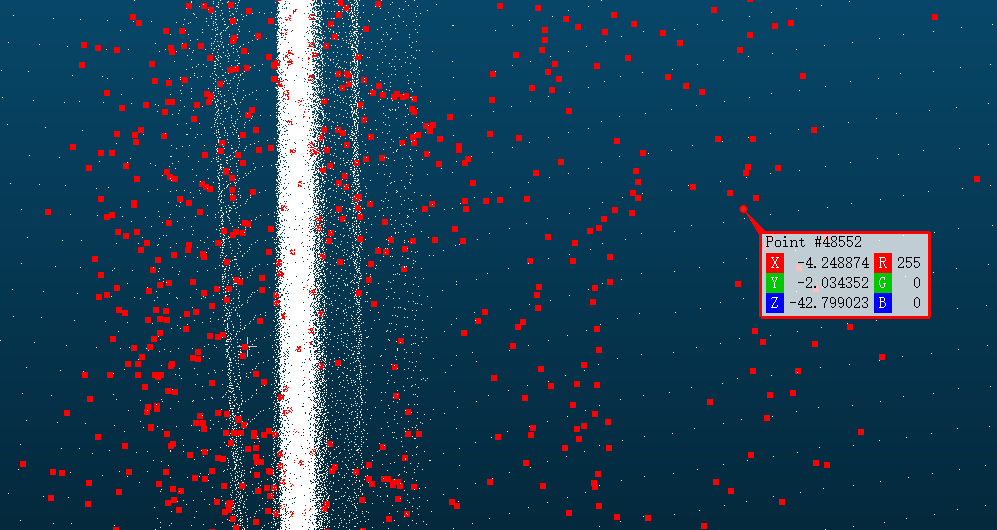 Point #48552
X -4.248874 R 255
Y -2.034352 G 0
Z -42.799023 B 0